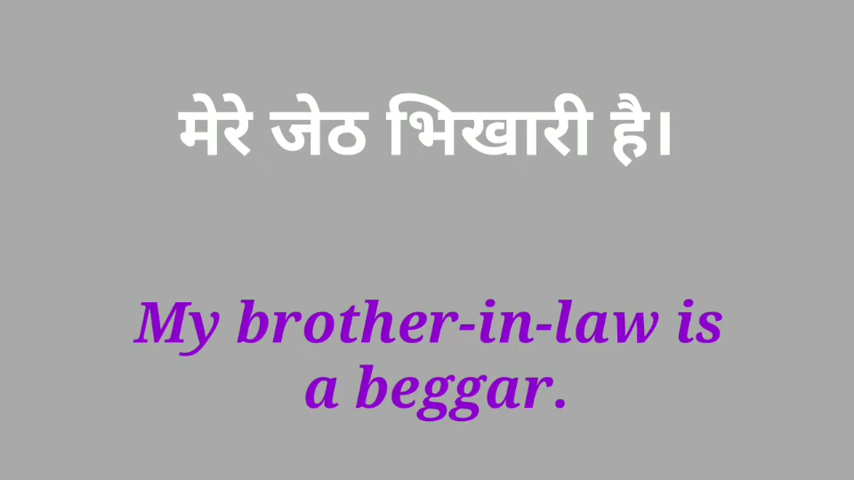 मेरे जेठ भिखारी है।
My brother-in-law is
a beggar.